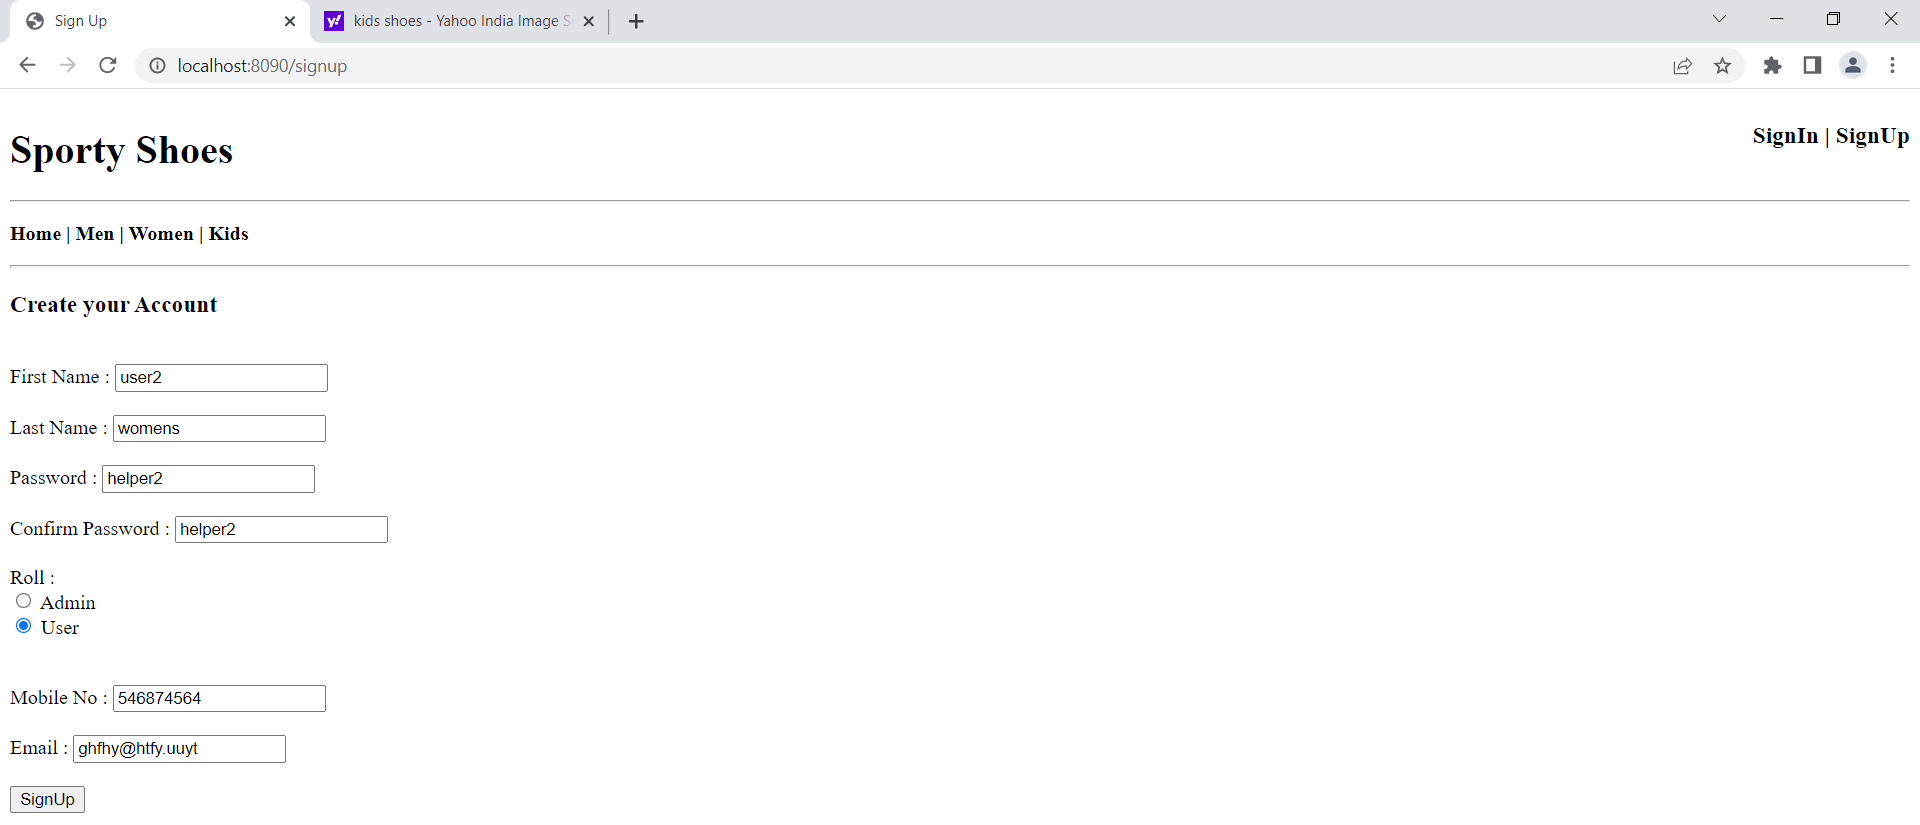 Sign Up
kids shoes - Yahoo India Image S
localhost:8090/signup
Sporty Shoes
SignIn | SignUp
Home | Men | Women | Kids
Create your Account
First Name : user2
Last Name : womens
Password : helper2
Confirm Password : helper2
Roll :
Admin
User
Mobile No : 546874564
Email : ghfhy@htfy.uuyt
SignUp